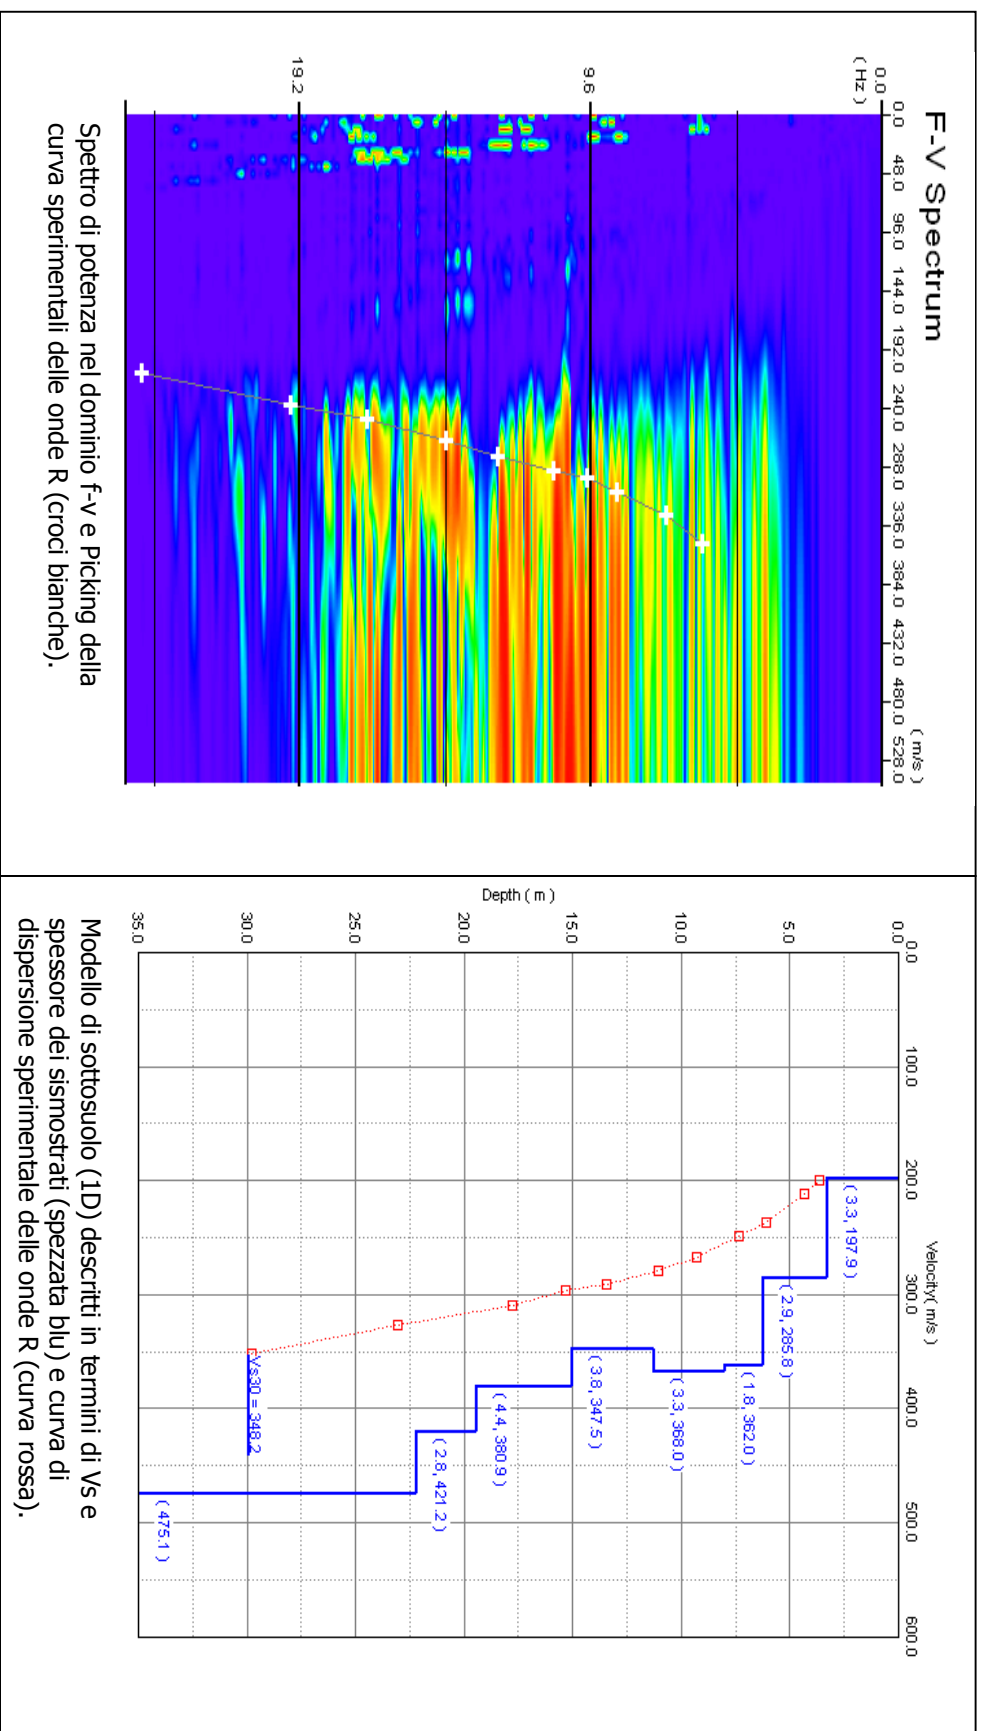 F-V Spectrum
0.0 48.0 96.0 144.0 192.0 240.0 288.0 336.0 384.0 432.0 480.0 528.0
( m/s )
0.0
( Hz )
9.6
19.2
Spettro di potenza nel dominio f-v e Picking della
curva sperimentali delle onde R (croci bianche).
Velocity( m/s )
0.0 100.0 200.0 300.0 400.0 500.0 600.0
Depth ( m )
0.0
5.0
10.0
15.0
20.0
25.0
30.0
35.0
( 3.3, 197.9 )
( 2.9, 285.8 )
( 1.8, 362.0 )
( 3.3, 368.0 )
( 3.8, 347.5 )
( 4.4, 380.9 )
( 2.8, 421.2 )
Vs30 = 348.2
( 475.1 )
Modello di sottosuolo (1D) descritti in termini di Vs e
spessore dei sismostrati (spezzata blu) e curva di
dispersione sperimentale delle onde R (curva rossa).